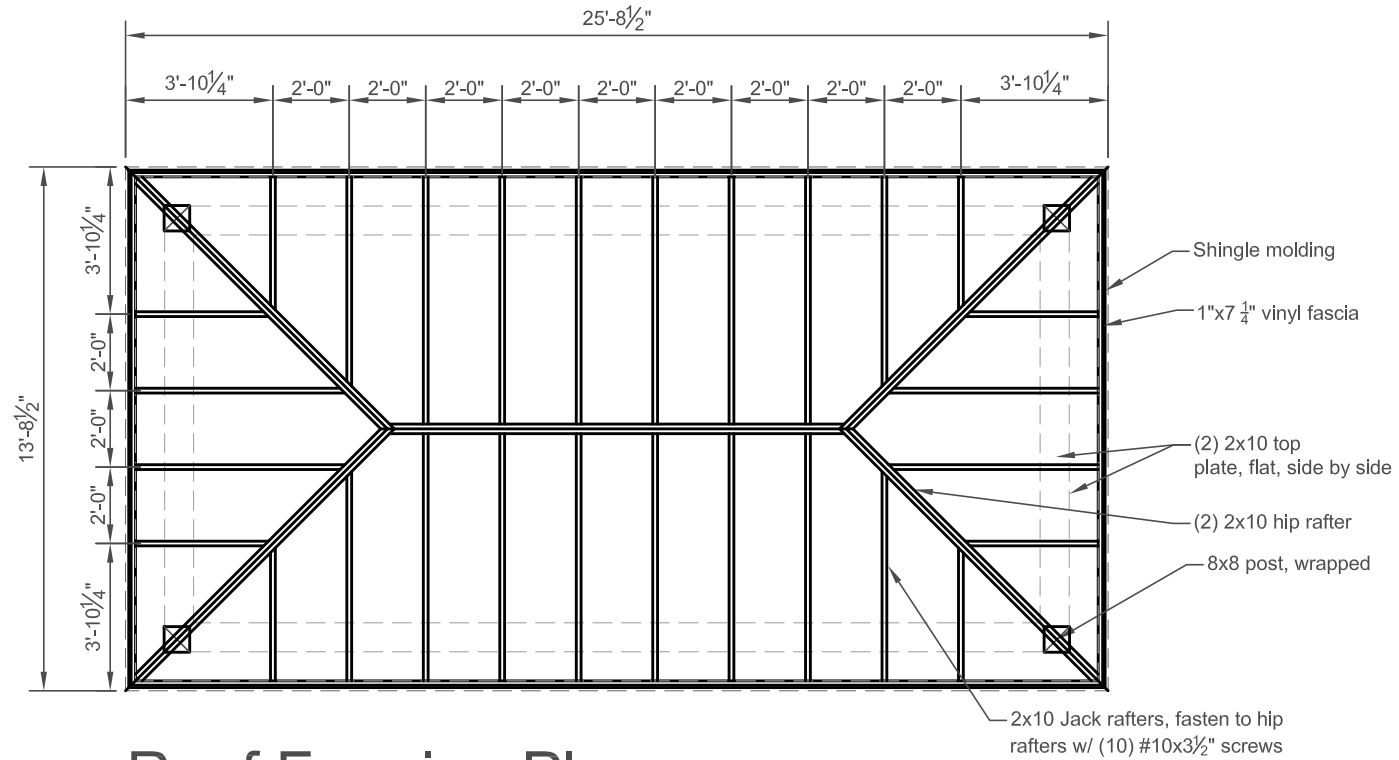 25'-8½"
3'-10¼"
2'-0"
2'-0"
2'-0"
2'-0"
2'-0"
2'-0"
2'-0"
2'-0"
2'-0"
3'-10¼"
13'-8½"
3'-10¼"
2'-0"
2'-0"
2'-0"
3'-10¼"
Shingle molding
1"x7 ¼" vinyl fascia
(2) 2x10 top
plate, flat, side by side
(2) 2x10 hip rafter
8x8 post, wrapped
2x10 Jack rafters, fasten to hip
rafters w/ (10) #10x3½" screws